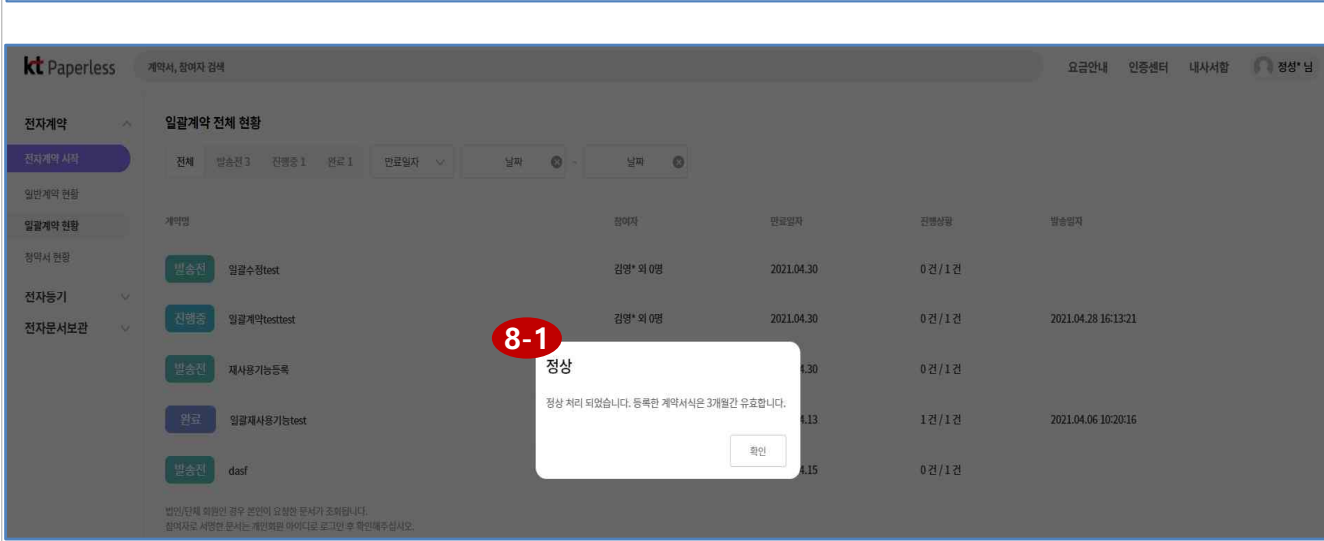 kt Paperless 계약서, 참여자 검색 요금안내 인증센터 내사서함 정성* 님
전자계약
전자계약 시작
일반계약 현황
일괄계약 현황
청약서 현황
전자등기
전자문서보관
일괄계약 전체 현황
전체 발송전 3 진행중 1 완료 1 만료일자 날짜 - 날짜
계약명 참여자 만료일자 진행상황 발송일자
발송전 일괄수정test 김영* 외 0명 2021.04.30 0 건 / 1 건
진행중 일괄계약testtest 김영* 외 0명 2021.04.30 0 건 / 1 건 2021.04.28 16:13:21
발송전 재사용기능등록 4.30 0 건 / 1 건
완료 일괄재사용기능test 4.13 1 건 / 1 건 2021.04.06 10:20:16
발송전 dasf 4.15 0 건 / 1 건
8-1
정상
정상 처리 되었습니다. 등록한 계약서식은 3개월간 유효합니다.
확인
법인/단체 회원인 경우 본인이 요청한 문서가 조회됩니다.
참여자로 서명한 문서는 개인회원 아이디로 로그인 후 확인해주십시오.